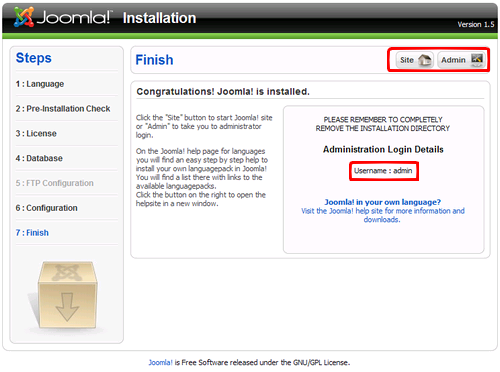 Joomla! Installation
Version 1.5
Steps
1 : Language
2 : Pre-Installation Check
3 : License
4 : Database
5 : FTP Configuration
6 : Configuration
7 : Finish
Finish
Site
Admin
Congratulations! Joomla! is installed.
Click the "Site" button to start Joomla! site
or "Admin" to take you to administrator
login.
On the Joomla! help page for languages
you will find an easy step by step help to
install your own languagepack in Joomla!
You will find a list there with links to the
available languagepacks.
Click the button on the right to open the
helpsite in a new window.
PLEASE REMEMBER TO COMPLETELY
REMOVE THE INSTALLATION DIRECTORY
Administration Login Details
Username : admin
Joomla! in your own language?
Visit the Joomla! help site for more information and
downloads.
Joomla! is Free Software released under the GNU/GPL License.